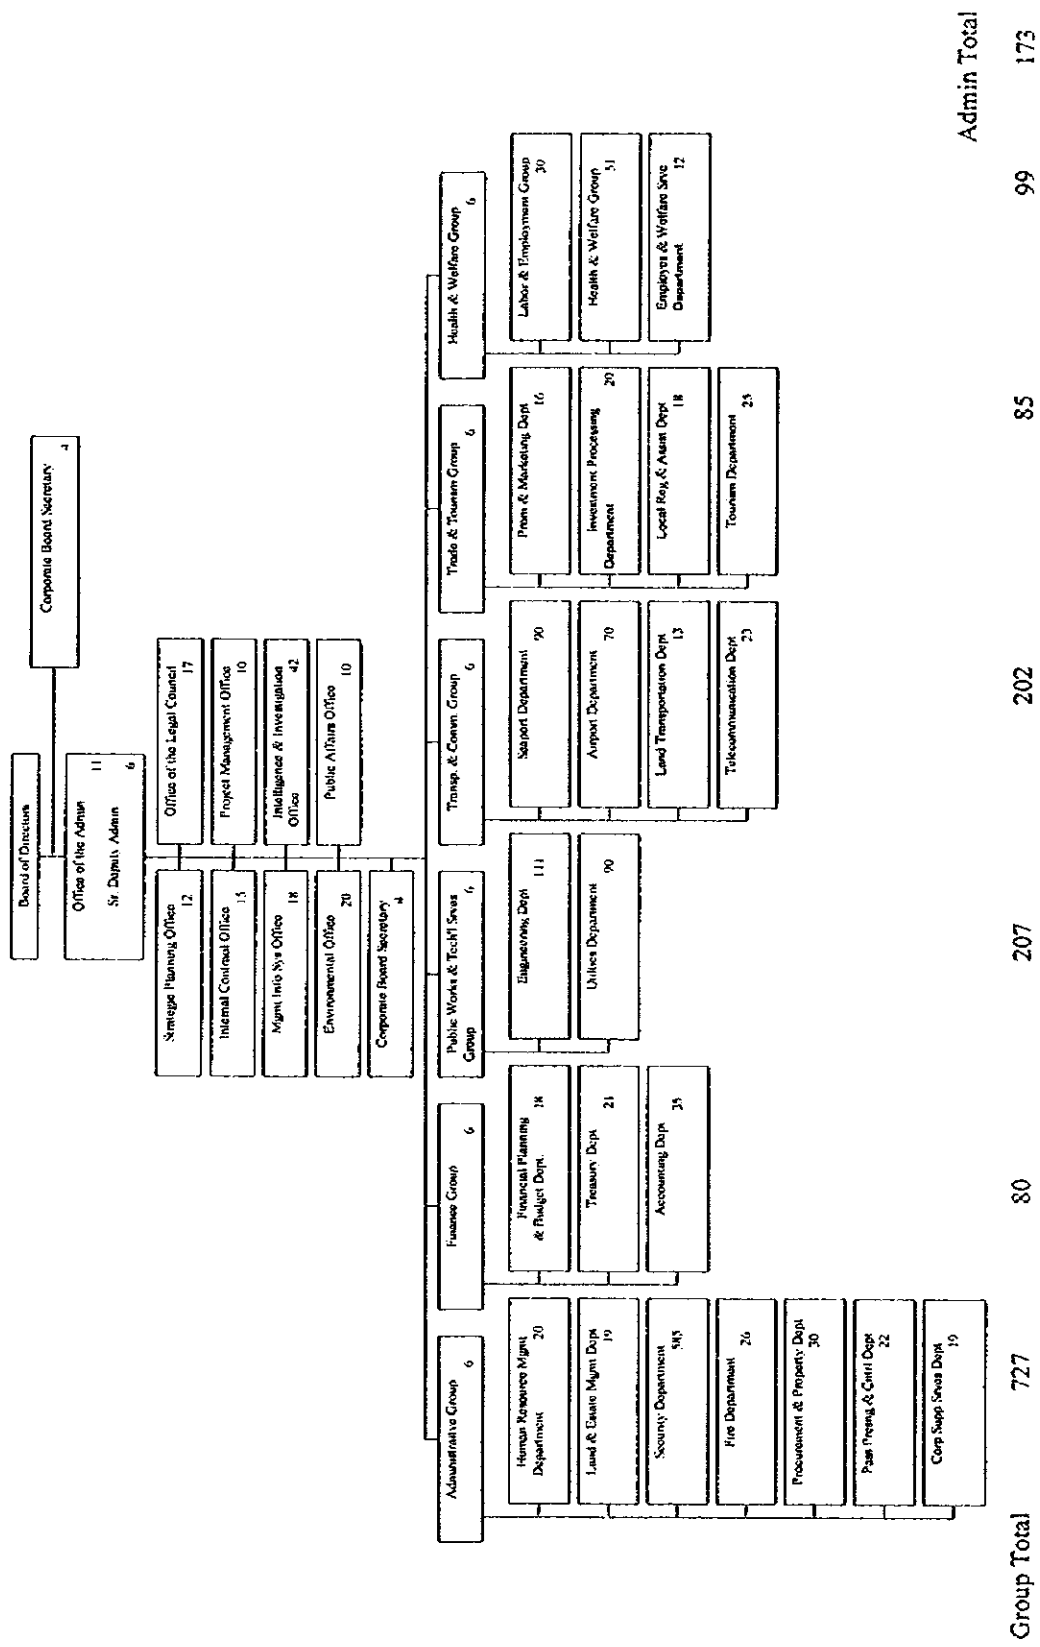 Board of Directors
Corporate Board Secretary
4
Office of the Admin
11
Sr. Deputy Admin
6
Strategic Planning Office
12
Office of the Legal Council
17
Internal Control Office
15
Project Management Office
10
Mgmt Info Sys Office
18
Intelligence & Investigation
Office 42
Environmental Office
20
Public Affairs Office
10
Corporate Board Secretary
4
Administrative Group
6
Human Resource Mgmt
Department 20
Land & Estate Mgmt Dept
19
Security Department
585
Fire Department
26
Procurement & Property Dept
30
Pass & Cntrl Dept
22
Corp Supp Srves Dept
19
Finance Group
6
Financial Planning
& Budget Dept. 18
Treasury Dept
21
Accounting Dept
35
Public Works & Tech'l Srves
Group 6
Engineering Dept
111
Utilities Department
90
Transp. & Comm. Group
6
Seaport Department
90
Airport Department
70
Land Transportation Dept
13
Telecommunication Dept
23
Trade & Tourism Group
6
Prom & Marketing Dept
16
Investment Processing
Department 20
Local Reg & Assist Dept
18
Tourism Department
25
Health & Welfare Group
6
Labor & Employment Group
30
Health & Welfare Group
51
Employee & Welfare Srve
Department 12
Admin Total
Group Total 727 80 207 202 85 99 173